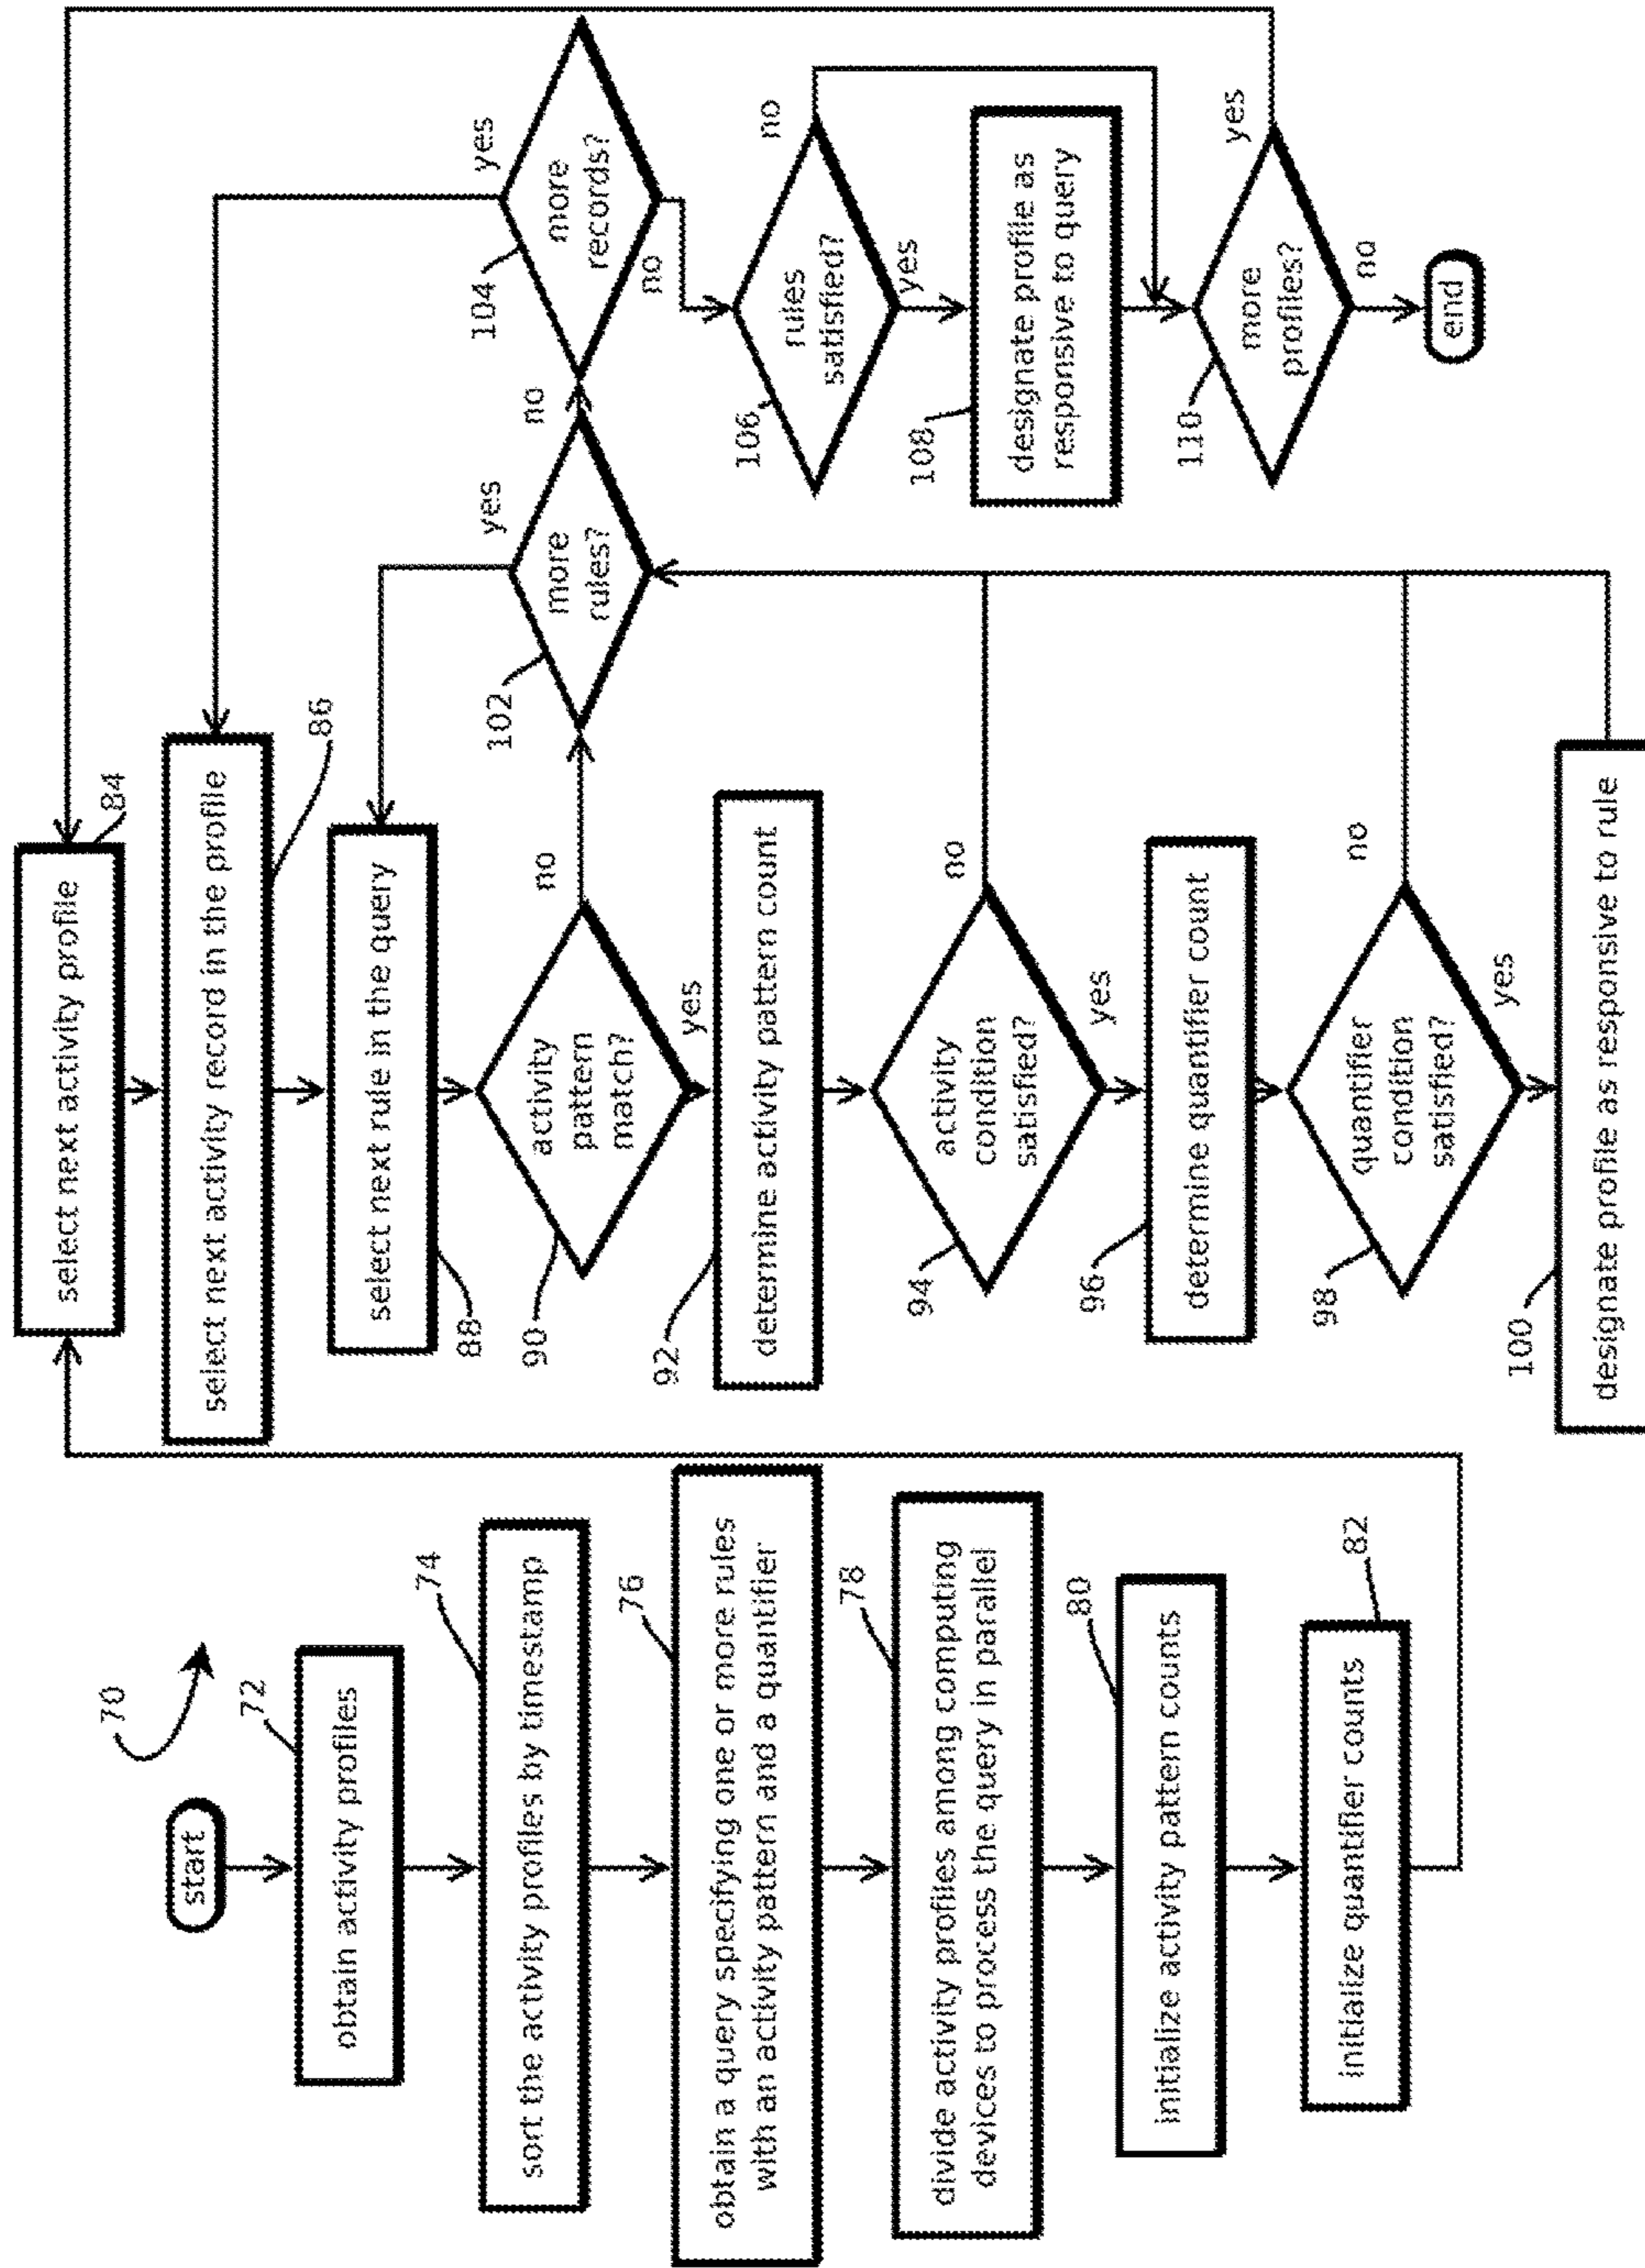 70
start
72
obtain activity profiles
74
sort the activity profiles by timestamp
76
obtain a query specifying one or more rules
with an activity pattern and a quantifier
78
divide activity profiles among computing
devices to process the query in parallel
80
initialize activity pattern counts
82
initialize quantifier counts
84
select next activity profile
86
select next activity record in the profile
88
select next rule in the query
90
activity
pattern
match?
no
yes
92
determine activity pattern count
94
activity
condition
satisfied?
no
yes
96
determine quantifier count
98
quantifier
condition
satisfied?
no
yes
100
designate profile as responsive to rule
102
more
rules?
yes
no
104
more
records?
yes
no
106
rules
satisfied?
no
yes
108
designate profile as
responsive to query
110
more
profiles?
yes
no
end